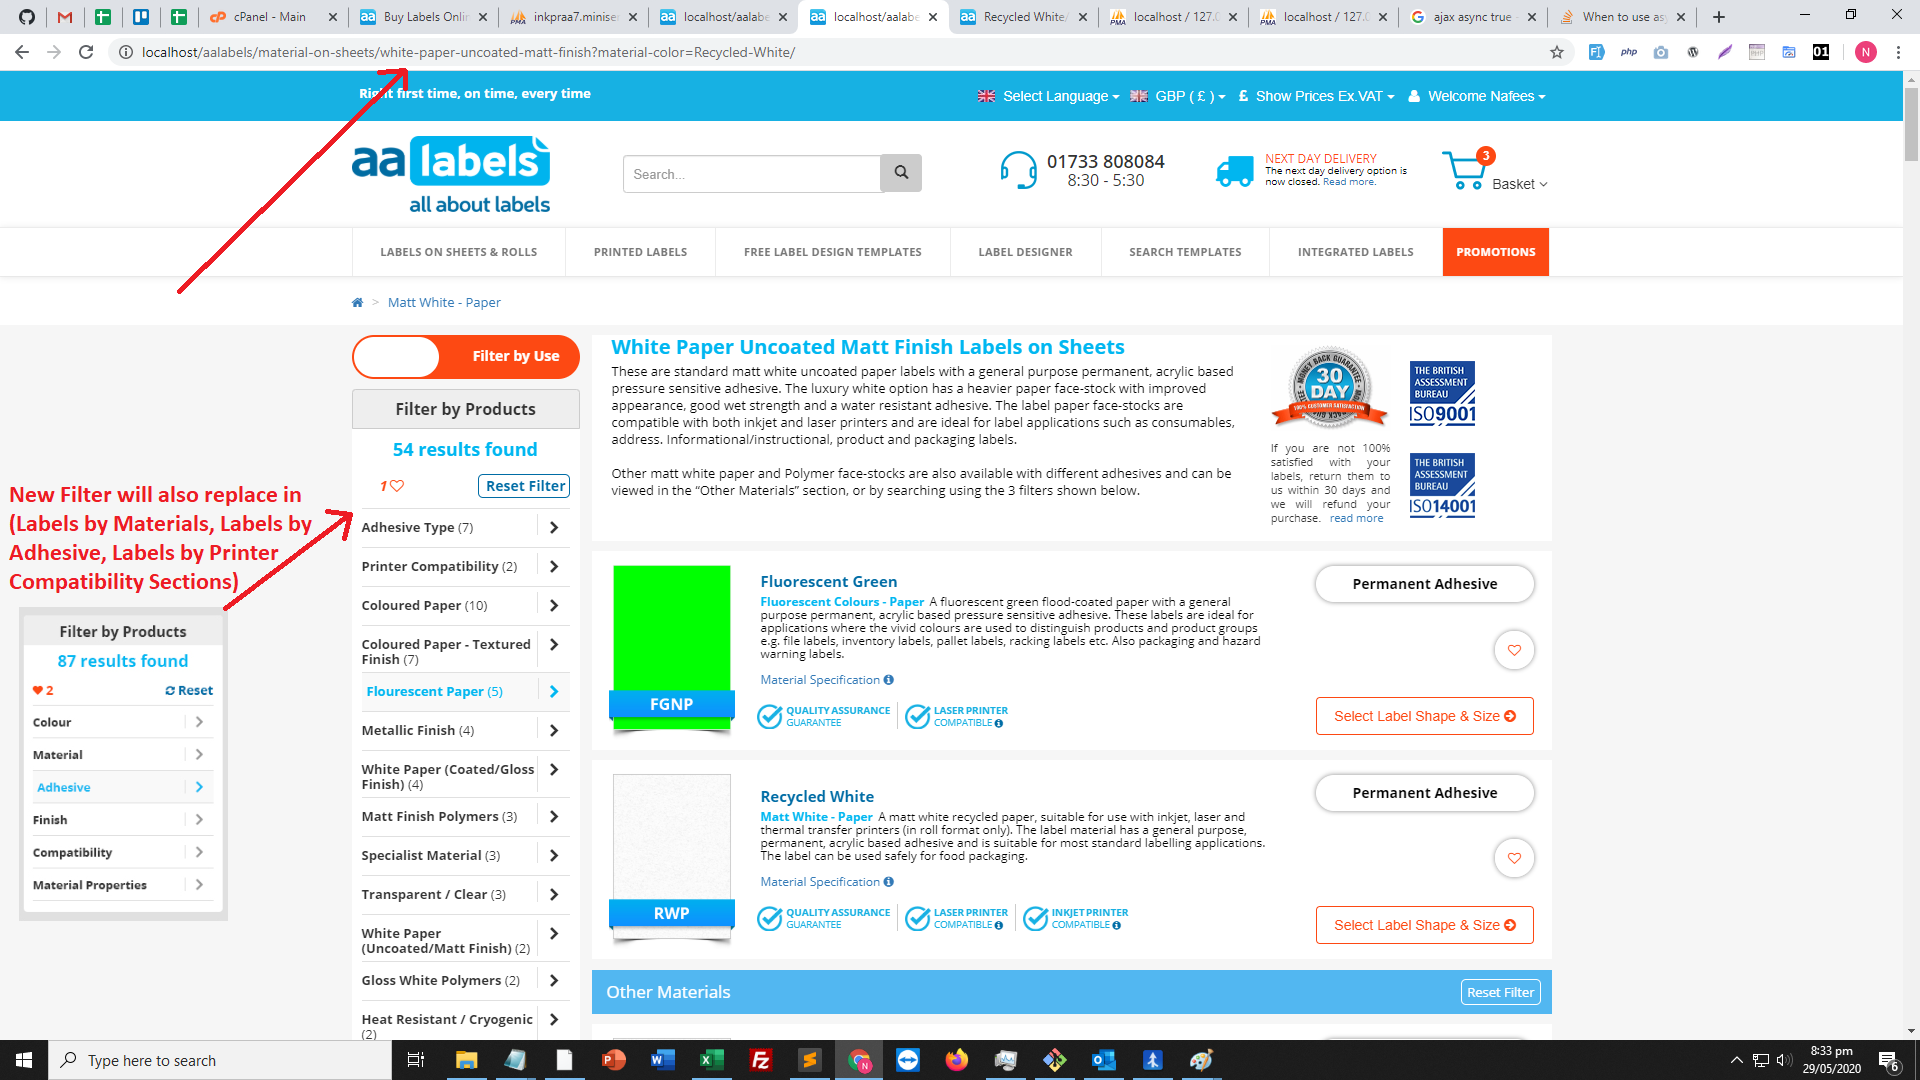 cPanel - Main
Buy Labels Onlin
inkpraa7.miniser
localhost/aalabe
localhost/aalabe
Recycled White/
localhost / 127.0
localhost / 127.0
ajax async true -
When to use as
localhost/aalabels/material-on-sheets/white-paper-uncoated-matt-finish?material-color=Recycled-White/
Right first time, on time, every time
Select Language
GBP ( £ )
£ Show Prices Ex.VAT
Welcome Nafees
aa labels
all about labels
Search...
01733 808084
8:30 - 5:30
NEXT DAY DELIVERY
The next day delivery option is
now closed. Read more.
3
Basket
LABELS ON SHEETS & ROLLS
PRINTED LABELS
FREE LABEL DESIGN TEMPLATES
LABEL DESIGNER
SEARCH TEMPLATES
INTEGRATED LABELS
PROMOTIONS
> Matt White - Paper
Filter by Use
Filter by Products
54 results found
1
Reset Filter
Adhesive Type (7)
Printer Compatibility (2)
Coloured Paper (10)
Coloured Paper - Textured
Finish (7)
Flourescent Paper (5)
Metallic Finish (4)
White Paper (Coated/Gloss
Finish) (4)
Matt Finish Polymers (3)
Specialist Material (3)
Transparent / Clear (3)
White Paper
(Uncoated/Matt Finish) (2)
Gloss White Polymers (2)
Heat Resistant / Cryogenic
(2)
New Filter will also replace in
(Labels by Materials, Labels by
Adhesive, Labels by Printer
Compatibility Sections)
Filter by Products
87 results found
2
Reset
Colour
Material
Adhesive
Finish
Compatibility
Material Properties
White Paper Uncoated Matt Finish Labels on Sheets
These are standard matt white uncoated paper labels with a general purpose permanent, acrylic based
pressure sensitive adhesive. The luxury white option has a heavier paper face-stock with improved
appearance, good wet strength and a water resistant adhesive. The label paper face-stocks are
compatible with both inkjet and laser printers and are ideal for label applications such as consumables,
address. Informational/instructional, product and packaging labels.
Other matt white paper and Polymer face-stocks are also available with different adhesives and can be
viewed in the “Other Materials” section, or by searching using the 3 filters shown below.
MONEY BACK GUARANTEE
30
DAY
100% CUSTOMER SATISFACTION
If you are not 100%
satisfied with your
labels, return them to
us within 30 days and
we will refund your
purchase. read more
THE BRITISH
ASSESSMENT
BUREAU
ISO9001
THE BRITISH
ASSESSMENT
BUREAU
ISO14001
Fluorescent Green
Fluorescent Colours - Paper A fluorescent green flood-coated paper with a general
purpose permanent, acrylic based pressure sensitive adhesive. These labels are ideal for
applications where the vivid colours are used to distinguish products and product groups
e.g. file labels, inventory labels, pallet labels, racking labels etc. Also packaging and hazard
warning labels.
Material Specification
FGNP
QUALITY ASSURANCE
GUARANTEE
LASER PRINTER
COMPATIBLE
Permanent Adhesive
Select Label Shape & Size
Recycled White
Matt White - Paper A matt white recycled paper, suitable for use with inkjet, laser and
thermal transfer printers (in roll format only). The label material has a general purpose,
permanent, acrylic based adhesive and is suitable for most standard labelling applications.
The label can be used safely for food packaging.
Material Specification
RWP
QUALITY ASSURANCE
GUARANTEE
LASER PRINTER
COMPATIBLE
INKJET PRINTER
COMPATIBLE
Permanent Adhesive
Select Label Shape & Size
Other Materials
Reset Filter
Type here to search
8:33 pm
29/05/2020
6